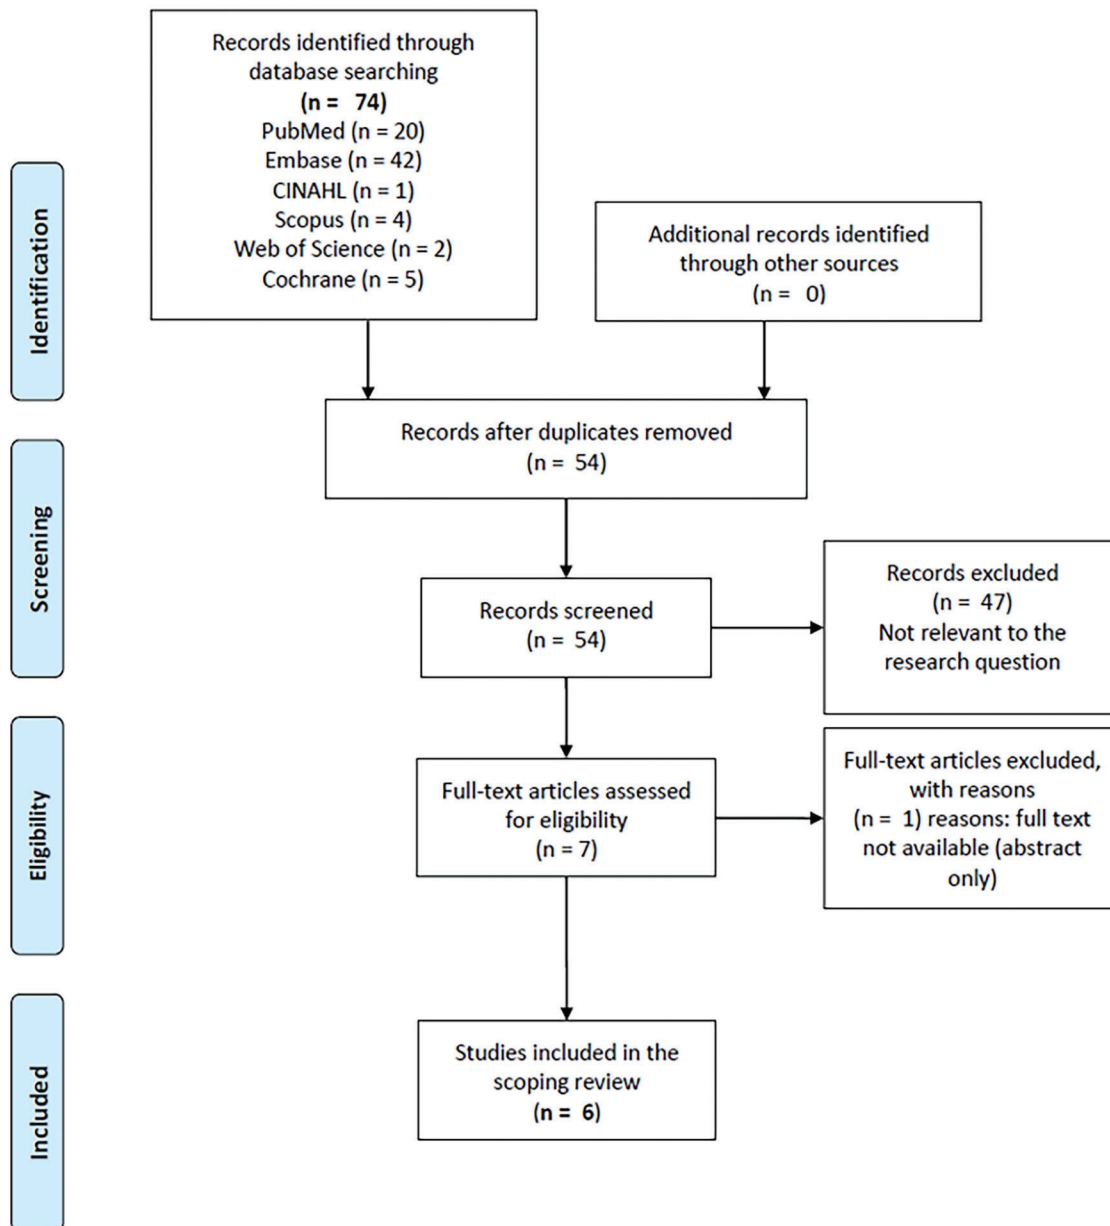 Records identified through
database searching
(n = 74)
PubMed (n = 20)
Embase (n = 42)
CINAHL (n = 1)
Scopus (n = 4)
Web of Science (n = 2)
Cochrane (n = 5)
Additional records identified
through other sources
(n = 0)
Identification
Records after duplicates removed
(n = 54)
Screening
Records screened
(n = 54)
Records excluded
(n = 47)
Not relevant to the
research question
Eligibility
Full-text articles assessed
for eligibility
(n = 7)
Full-text articles excluded,
with reasons
(n = 1) reasons: full text
not available (abstract
only)
Included
Studies included in the
scoping review
(n = 6)